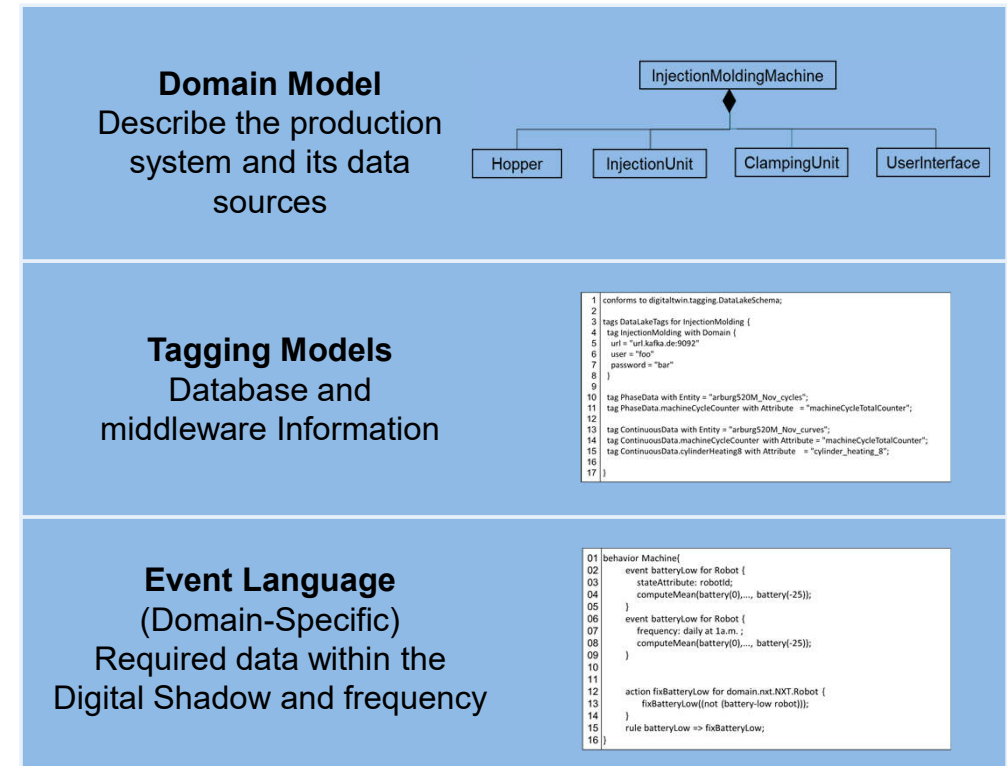 Domain Model
Describe the production
system and its data
sources
InjectionMoldingMachine
Hopper
InjectionUnit
ClampingUnit
UserInterface
Tagging Models
Database and
middleware Information
1 conforms to digitaltwin.tagging.DataLakeSchema;
2
3 tags DataLakeTags for InjectionMolding {
4 tag InjectionMolding with Domain {
5 url = "url.kafka.de:9092"
6 user = "foo"
7 password = "bar"
8 }
9
10 tag PhaseData with Entity = "arburg520M_Nov_cycles";
11 tag PhaseData.machineCycleCounter with Attribute = "machineCycleTotalCounter";
12
13 tag ContinuousData with Entity = "arburg520M_Nov_curves";
14 tag ContinuousData.machineCycleCounter with Attribute = "machineCycleTotalCounter";
15 tag ContinuousData.cylinderHeating8 with Attribute = "cylinder_heating_8";
16
17 }
Event Language
(Domain-Specific)
Required data within the
Digital Shadow and frequency
01 behavior Machine{
02 event batteryLow for Robot {
03 stateAttribute: robotId;
04 computeMean(battery(0),..., battery(-25));
05 }
06 event batteryLow for Robot {
07 frequency: daily at 1a.m. ;
08 computeMean(battery(0),..., battery(-25));
09 }
10
11
12 action fixBatteryLow for domain.nxt.NXT.Robot {
13 fixBatteryLow((not (battery-low robot)));
14 }
15 rule batteryLow => fixBatteryLow;
16 }